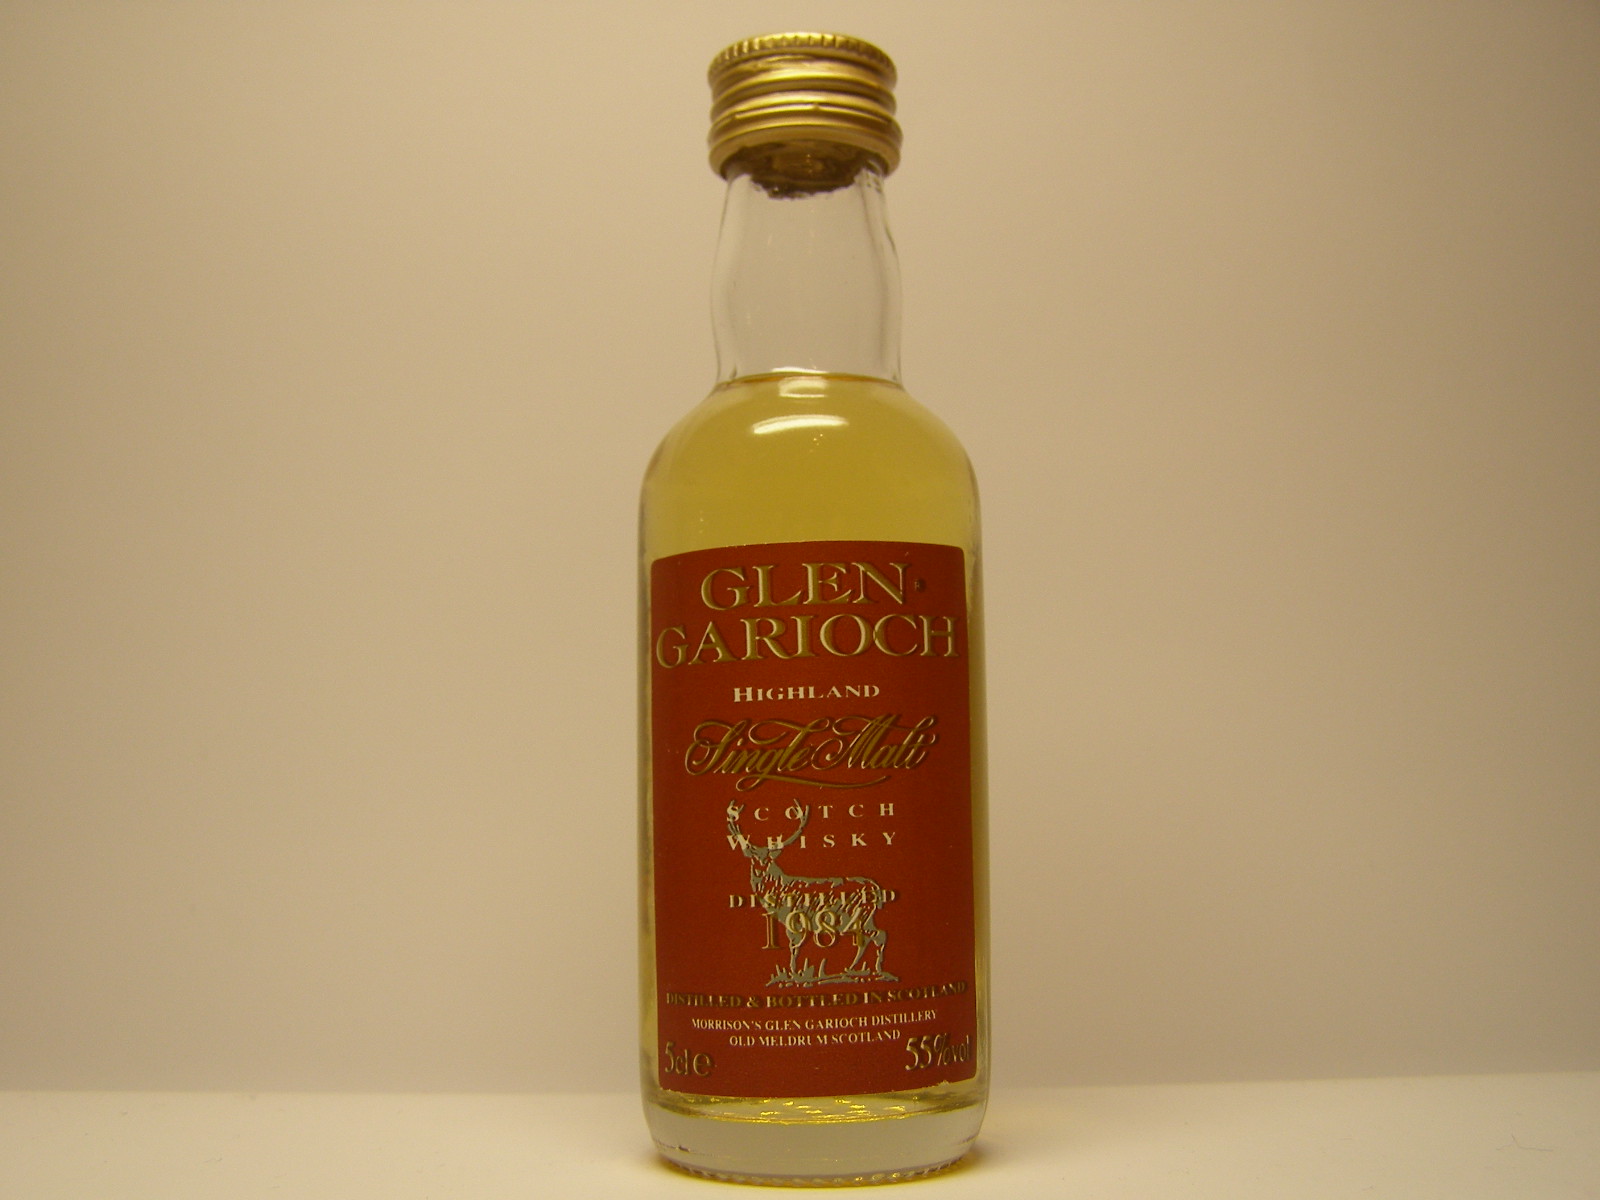 GLEN
GARIOCH
HIGHLAND
Single Malt
SCOTCH
WHISKY
DISTILLED
1984
DISTILLED & BOTTLED IN SCOTLAND
MORRISON'S GLEN GARIOCH DISTILLERY
OLD MELDRUM SCOTLAND
5cl e 55%vol